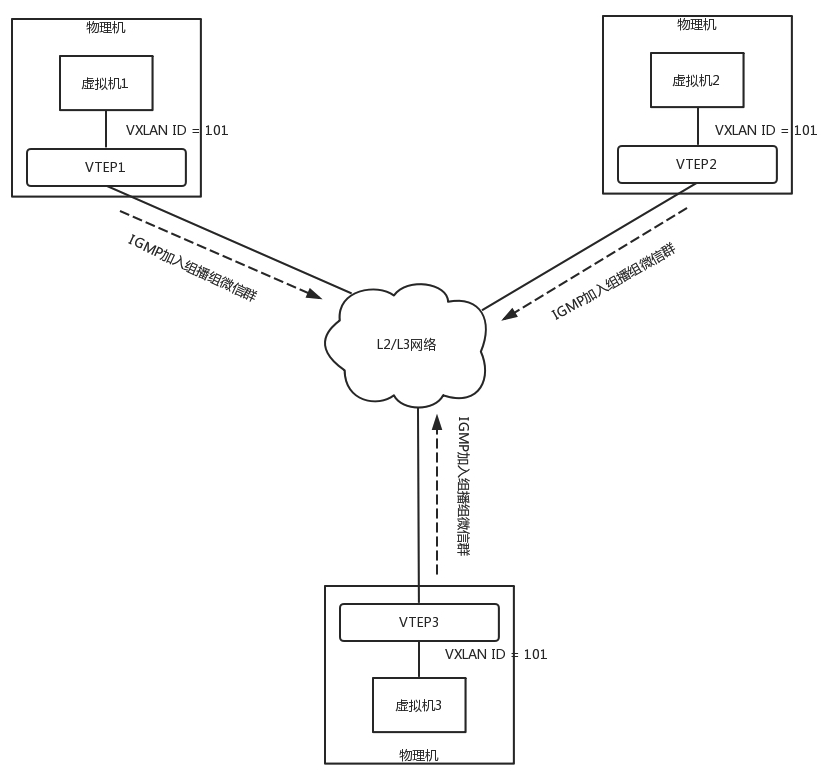 物理机
虚拟机1
VXLAN ID = 101
VTEP1
IGMP加入组播组微信群
物理机
虚拟机2
VXLAN ID = 101
VTEP2
IGMP加入组播组微信群
L2/L3网络
IGMP加入组播组微信群
VTEP3
VXLAN ID = 101
虚拟机3
物理机